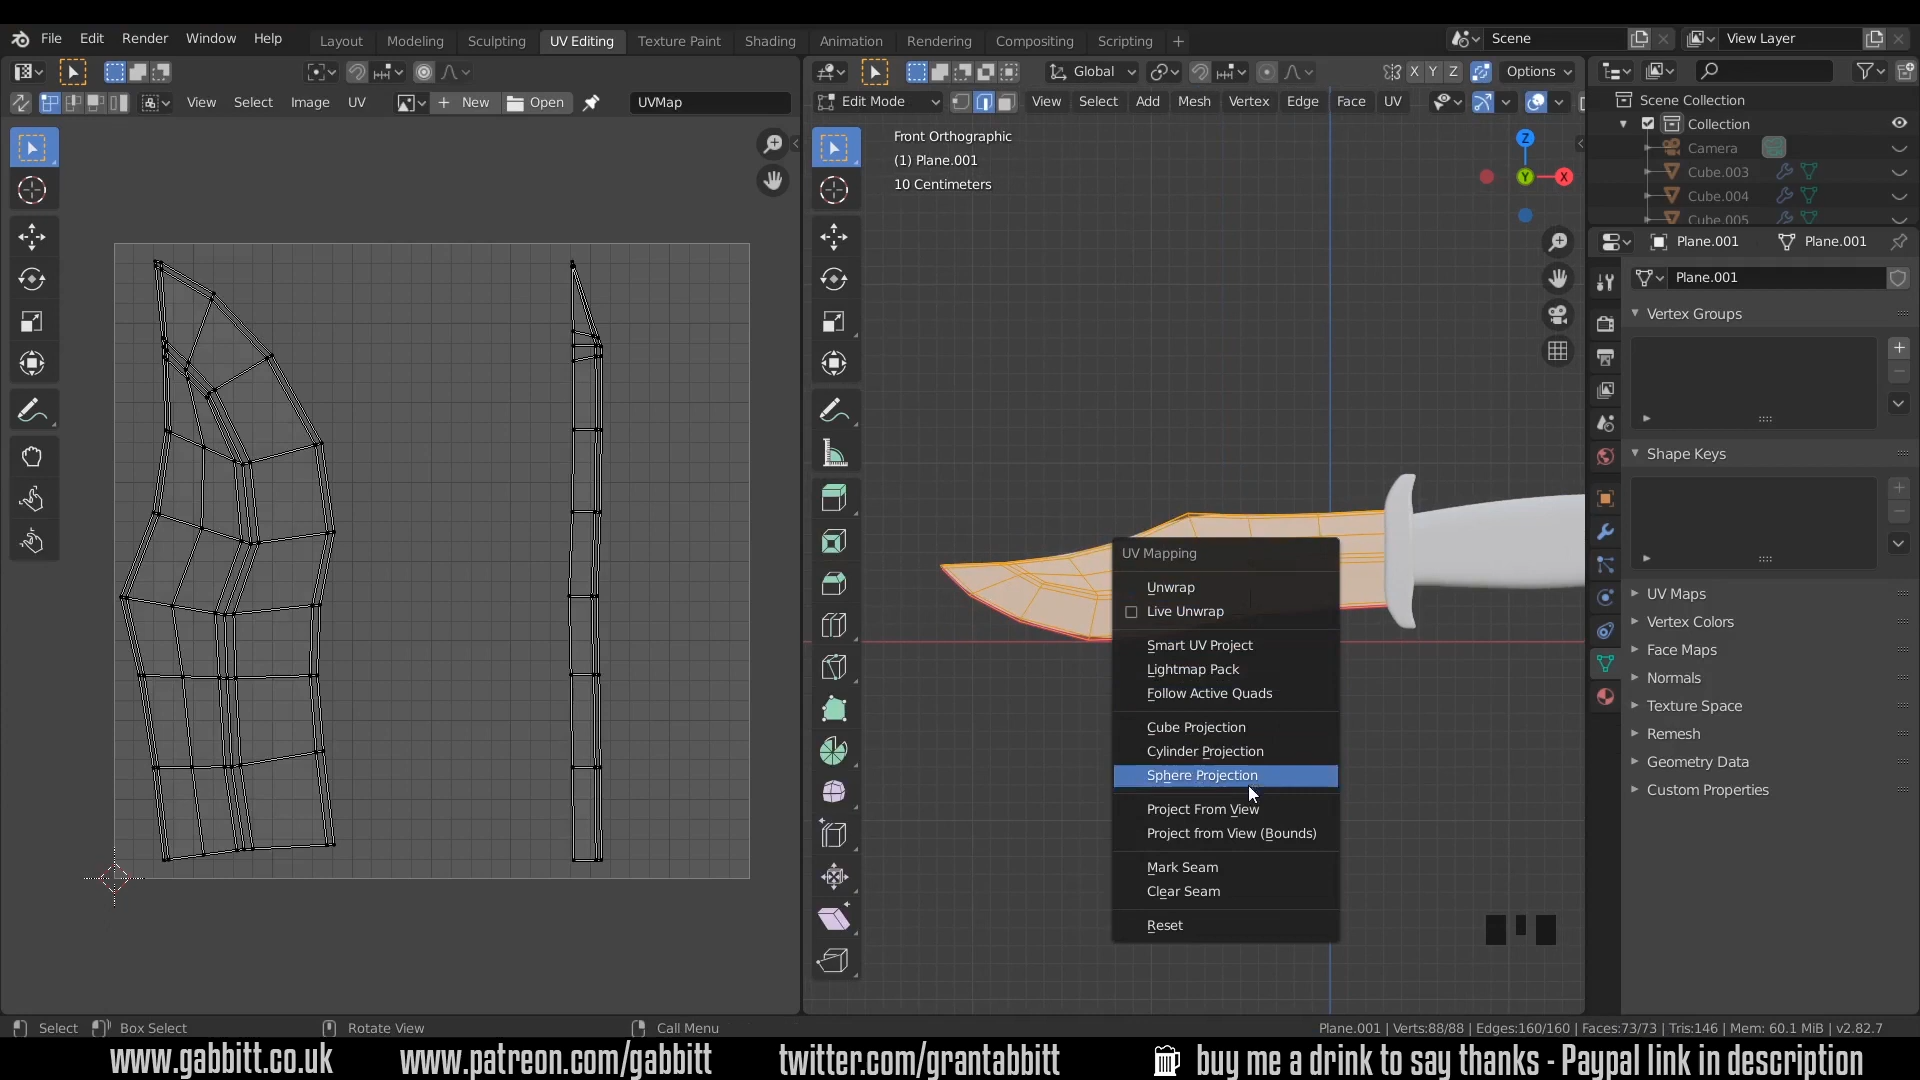 File Edit Render Window Help
Layout Modeling Sculpting UV Editing Texture Paint Shading Animation Rendering Compositing Scripting +
Scene
View Layer
Global
X Y Z
Options
View Select Image UV
+ New
Open
UVMap
Edit Mode
View Select Add Mesh Vertex Edge Face UV
Front Orthographic
(1) Plane.001
10 Centimeters
Z
Y
X
UV Mapping
Unwrap
Live Unwrap
Smart UV Project
Lightmap Pack
Follow Active Quads
Cube Projection
Cylinder Projection
Sphere Projection
Project From View
Project from View (Bounds)
Mark Seam
Clear Seam
Reset
Scene Collection
Collection
Camera
Cube.003
Cube.004
Cube.005
Plane.001
Plane.001
Plane.001
Vertex Groups
Shape Keys
UV Maps
Vertex Colors
Face Maps
Normals
Texture Space
Remesh
Geometry Data
Custom Properties
Select
Box Select
Rotate View
Call Menu
Plane.001 | Verts:88/88 | Edges:160/160 | Faces:73/73 | Tris:146 | Mem: 60.1 MiB | v2.82.7
www.gabbitt.co.uk www.patreon.com/gabbitt twitter.com/grantabbitt buy me a drink to say thanks - Paypal link in description